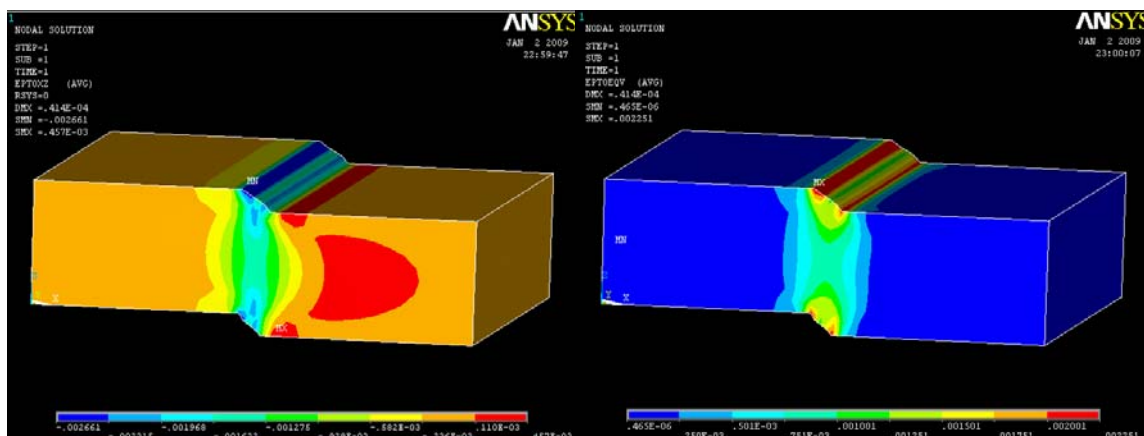 1
ANSYS
NODAL SOLUTION
JAN 2 2009
22:59:47
STEP=1
SUB =1
TIME=1
EPTOXZ (AVG)
RSYS=0
DMX =.414E-04
SMN =-.002661
SMX =.457E-03
MN
MX
Z
X
-.002661 -.001968 -.001275 -.582E-03 .110E-03
1
ANSYS
NODAL SOLUTION
JAN 2 2009
23:00:07
STEP=1
SUB =1
TIME=1
EPTOEQV (AVG)
DMX =.414E-04
SMN =.465E-06
SMX =.002251
MX
MN
Z
Y X
.465E-06 .501E-03 .001001 .001501 .002001